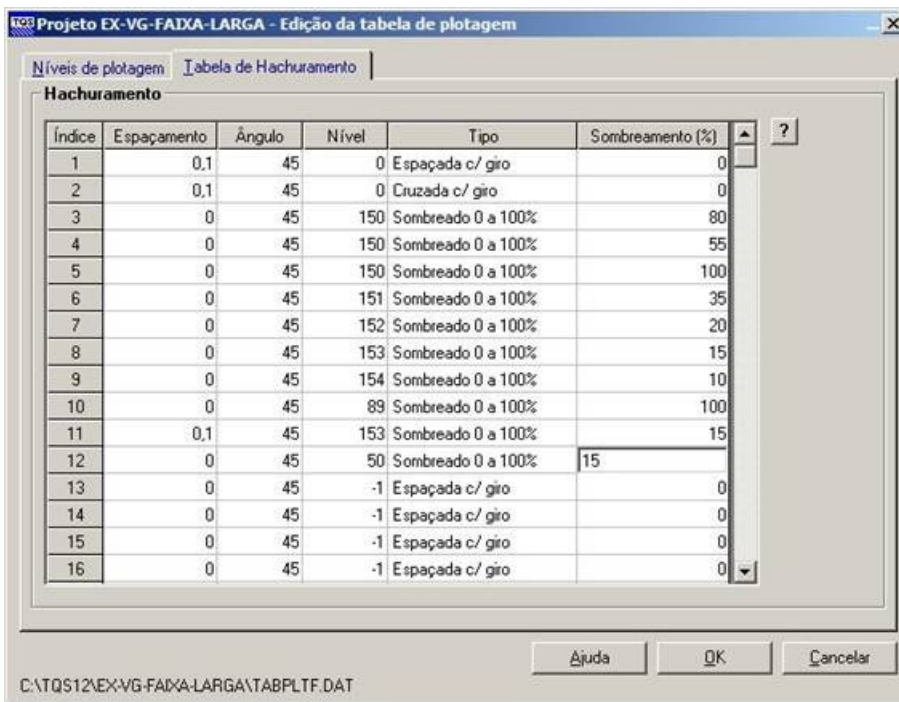 TQS Projeto EX-VG-FAIXA-LARGA - Edição da tabela de plotagem
Níveis de plotagem Tabela de Hachuramento
Hachuramento
Índice Espaçamento Ângulo Nível Tipo Sombreamento (%) ?
1 0,1 45 0 Espaçada c/ giro 0
2 0,1 45 0 Cruzada c/ giro 0
3 0 45 150 Sombreado 0 a 100% 80
4 0 45 150 Sombreado 0 a 100% 55
5 0 45 150 Sombreado 0 a 100% 100
6 0 45 151 Sombreado 0 a 100% 35
7 0 45 152 Sombreado 0 a 100% 20
8 0 45 153 Sombreado 0 a 100% 15
9 0 45 154 Sombreado 0 a 100% 10
10 0 45 89 Sombreado 0 a 100% 100
11 0,1 45 153 Sombreado 0 a 100% 15
12 0 45 50 Sombreado 0 a 100% 15
13 0 45 -1 Espaçada c/ giro 0
14 0 45 -1 Espaçada c/ giro 0
15 0 45 -1 Espaçada c/ giro 0
16 0 45 -1 Espaçada c/ giro 0
Ajuda OK Cancelar
C:\TQS12\EX-VG-FAIXA-LARGA\TABPLTF.DAT